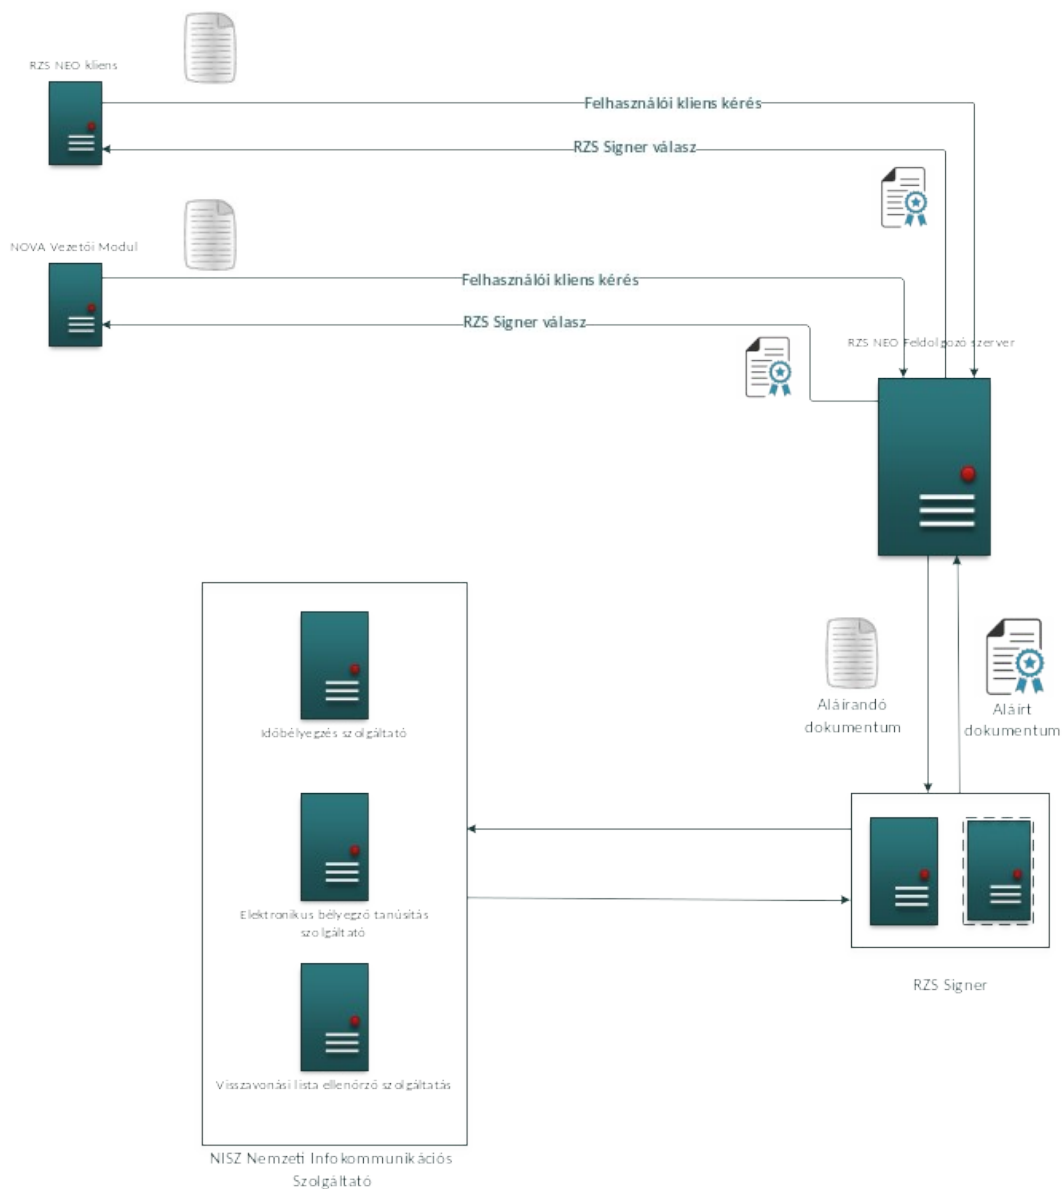 RZS NEO kliens
Felhasználói kliens kérés
RZS Signer válasz
NOVA Vezetői Modul
Felhasználói kliens kérés
RZS Signer válasz
RZS NEO Feldolgozó szerver
Aláírandó
dokumentum
Aláírt
dokumentum
Időbélyegzés szolgáltató
Elektronikus bélyegző tanúsítás
szolgáltató
RZS Signer
Visszavonási lista ellenőrző szolgáltatás
NISZ Nemzeti Infokommunikációs
Szolgáltató